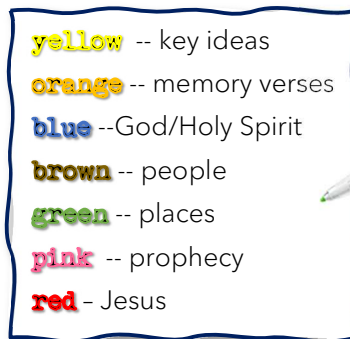 yellow -- key ideas
orange -- memory verses
blue --God/Holy Spirit
brown -- people
green -- places
pink -- prophecy
red – Jesus